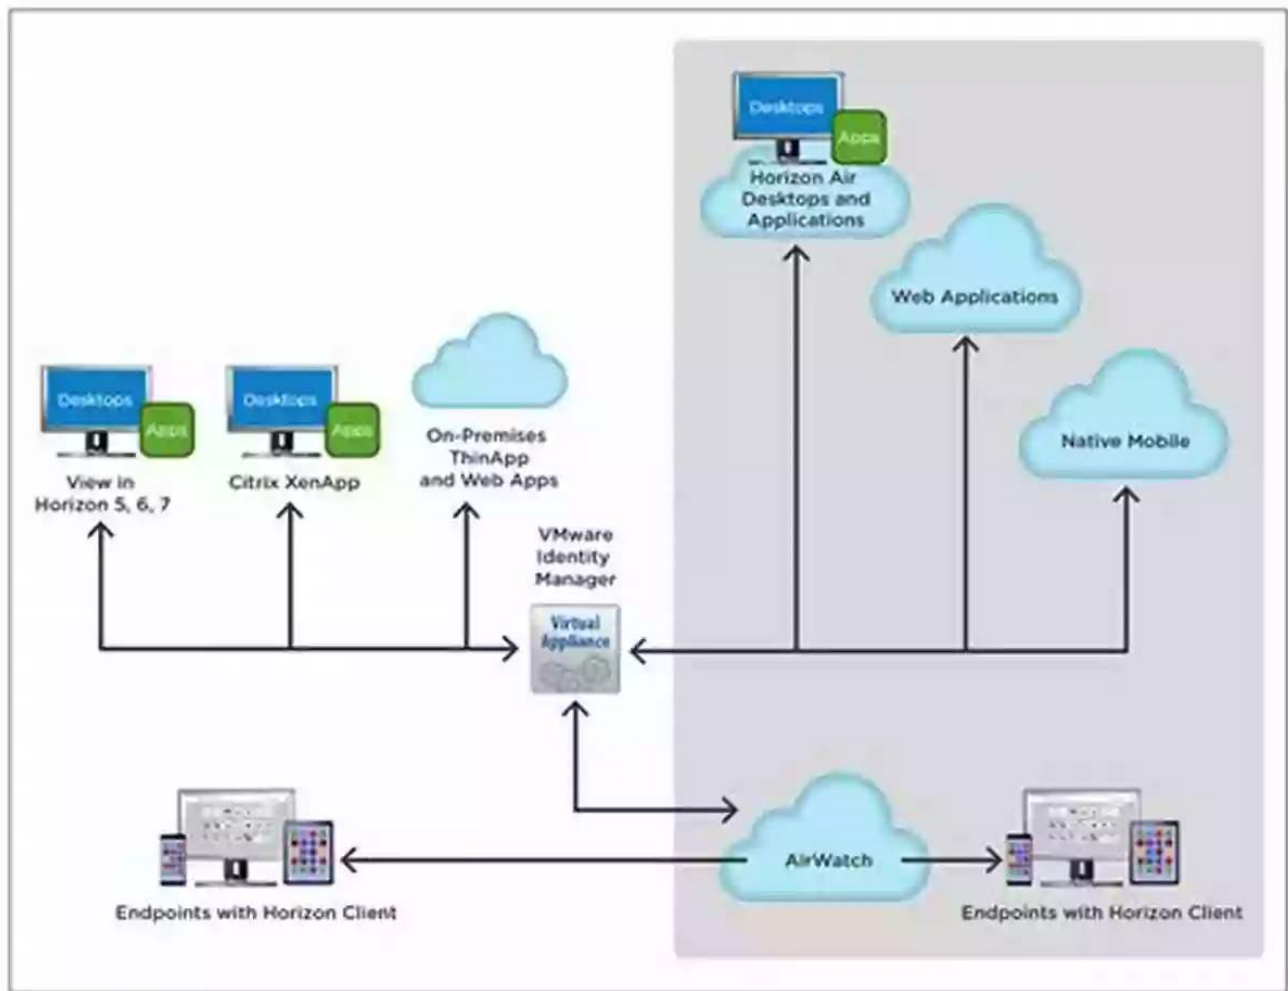 Desktops
Apps
Horizon Air
Desktops and
Applications
Web Applications
Native Mobile
Desktops
Apps
View in
Horizon 5, 6, 7
Desktops
Apps
Citrix XenApp
On-Premises
ThinApp
and Web Apps
VMware
Identity
Manager
Virtual
Appliance
AirWatch
Endpoints with Horizon Client
Endpoints with Horizon Client